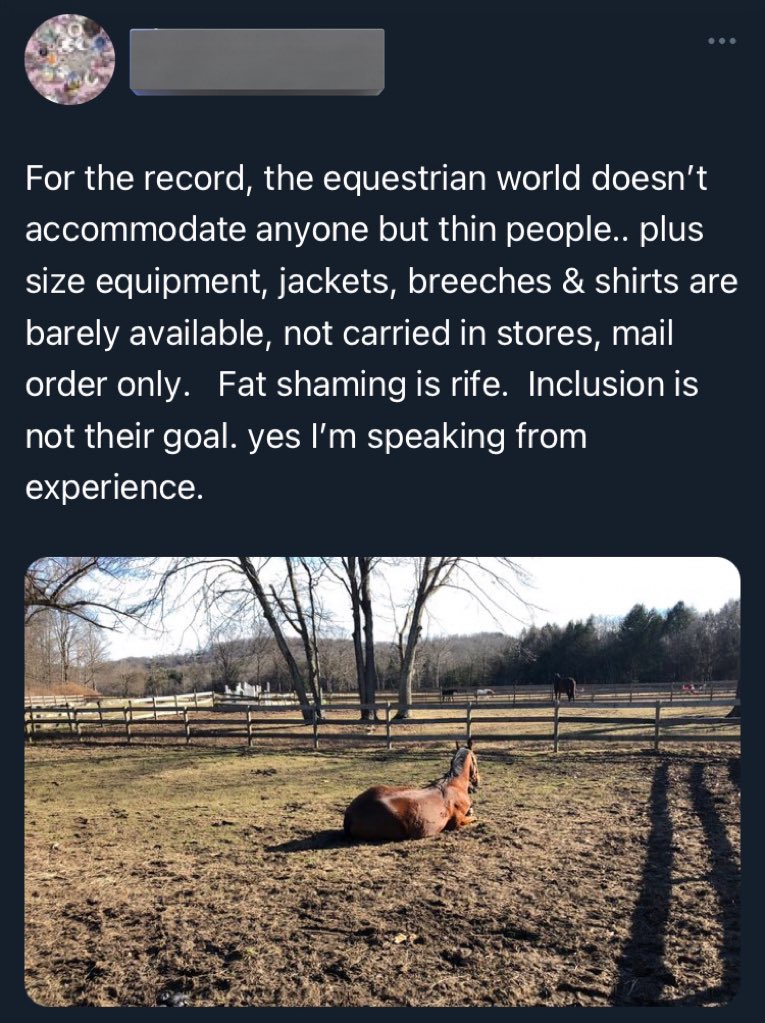 For the record, the equestrian world doesn’t
accommodate anyone but thin people.. plus
size equipment, jackets, breeches & shirts are
barely available, not carried in stores, mail
order only.   Fat shaming is rife.  Inclusion is
not their goal. yes I’m speaking from
experience.